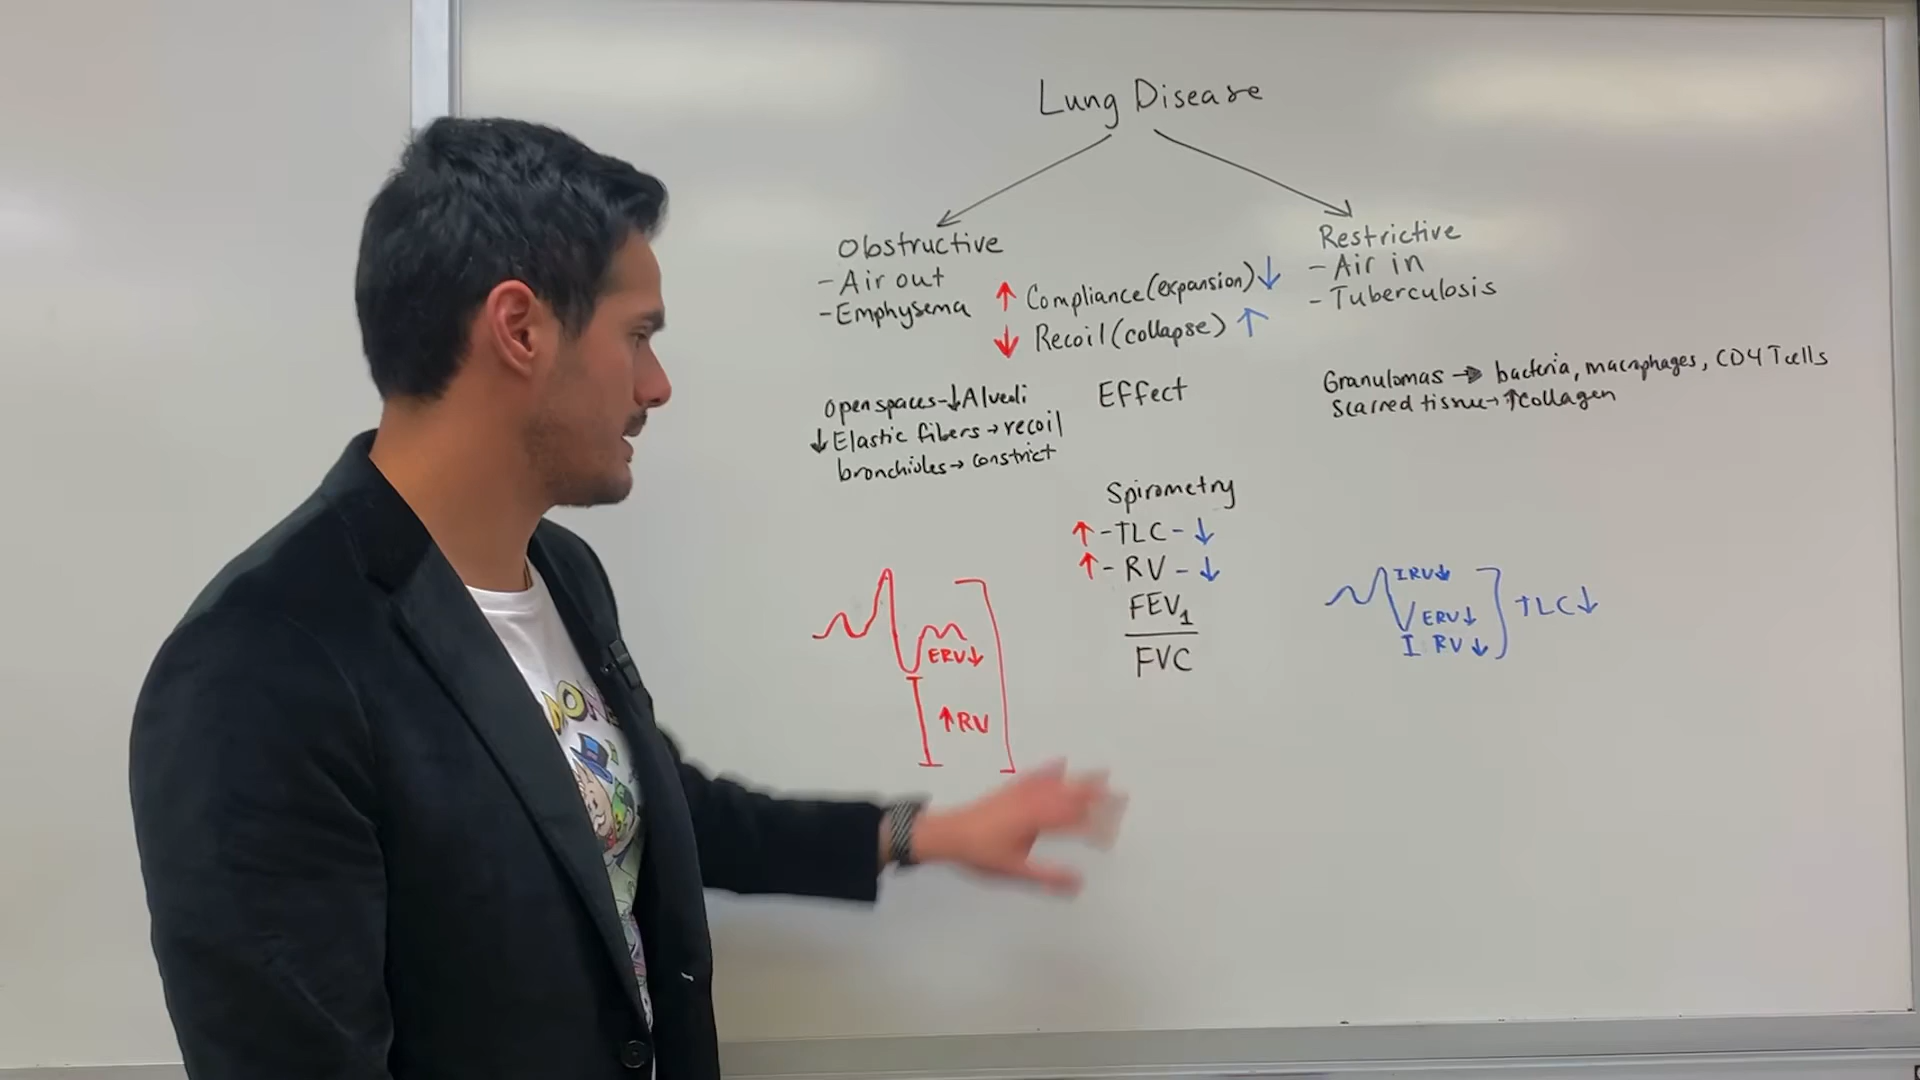 Lung Disease
Obstructive
- Air out
- Emphysema
↑ Compliance (expansion) ↓
↓ Recoil (collapse) ↑
Restrictive
- Air in
- Tuberculosis
open spaces - ↓ Alveoli
↓ Elastic fibers → recoil
bronchioles → constrict
Effect
Granulomas → bacteria, macrophages, CD4 T cells
Scarred tissue → ↑ collagen
Spirometry
↑ - TLC - ↓
↑ - RV - ↓
FEV1
FVC
ERV ↓
↑ RV
IRV ↓
ERV ↓
RV ↓
TLC ↓